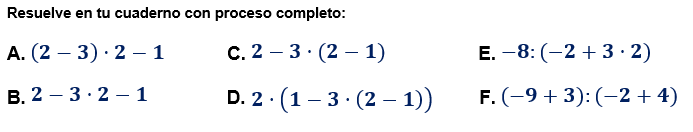 Resuelve en tu cuaderno con proceso completo:
A. (2 − 3) · 2 − 1 C. 2 − 3 · (2 − 1) E. −8: (−2 + 3 · 2)
B. 2 − 3 · 2 − 1 D. 2 · (1 − 3 · (2 − 1)) F. (−9 + 3): (−2 + 4)